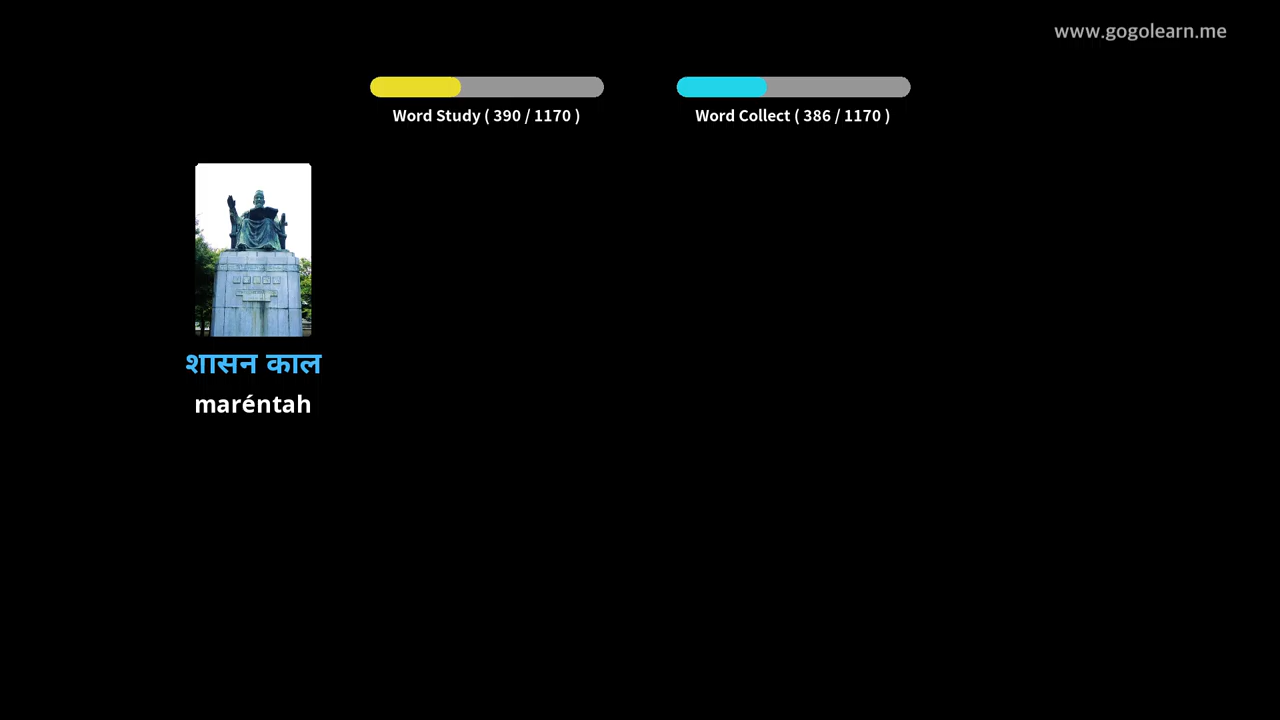 www.gogolearn.me
Word Study ( 390 / 1170 )
Word Collect ( 386 / 1170 )
शासन काल
maréntah